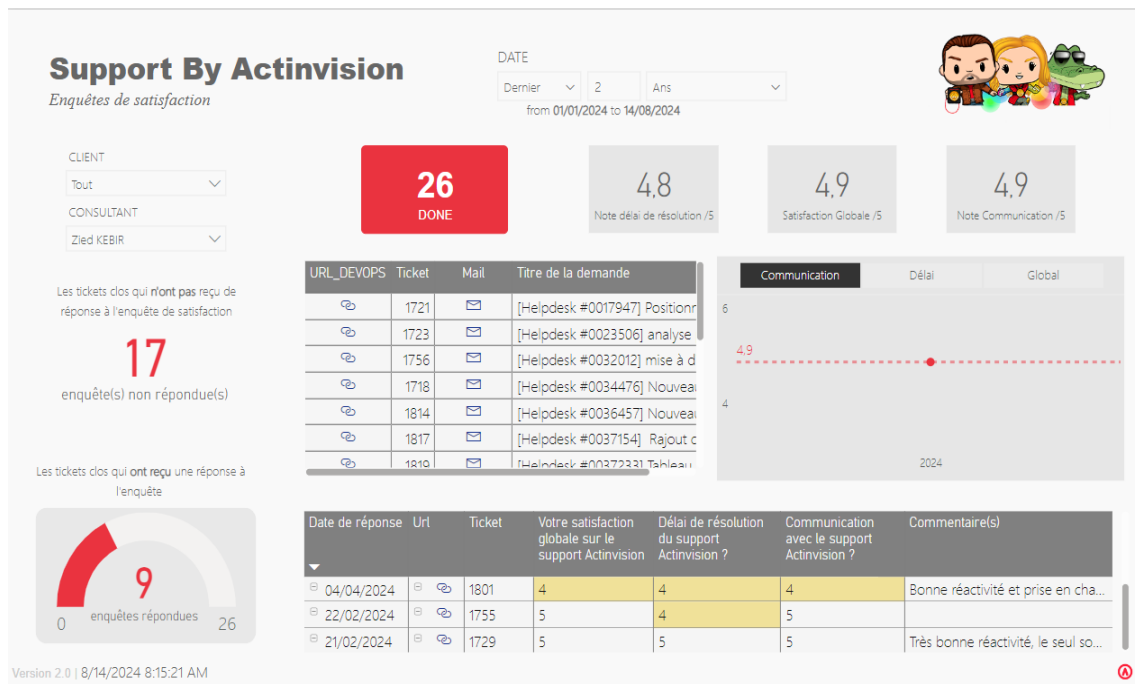 Support By Actinvision
Enquêtes de satisfaction
DATE
Dernier 2 Ans
from 01/01/2024 to 14/08/2024
CLIENT
Tout
CONSULTANT
Zied KEBIR
26
DONE
4,8
Note délai de résolution /5
4,9
Satisfaction Globale /5
4,9
Note Communication /5
Les tickets clos qui n'ont pas reçu de
réponse à l'enquête de satisfaction
17
enquête(s) non répondue(s)
URL_DEVOPS Ticket Mail Titre de la demande
1721 [Helpdesk #0017947] Positionr
1723 [Helpdesk #0023506] analyse
1756 [Helpdesk #0032012] mise à d
1718 [Helpdesk #0034476] Nouveau
1814 [Helpdesk #0036457] Nouveau
1817 [Helpdesk #0037154] Rajout c
1819 [Helpdesk #0037233] Tableau
Communication Délai Global
6
4,9
4
2024
Les tickets clos qui ont reçu une réponse à
l'enquête
9
enquêtes répondues
0 26
Date de réponse Url Ticket Votre satisfaction globale sur le support Actinvision Délai de résolution du support Actinvision ? Communication avec le support Actinvision ? Commentaire(s)
04/04/2024 1801 4 4 4 Bonne réactivité et prise en cha...
22/02/2024 1755 5 4 5
21/02/2024 1729 5 5 5 Très bonne réactivité, le seul so...
Version 2.0 | 8/14/2024 8:15:21 AM